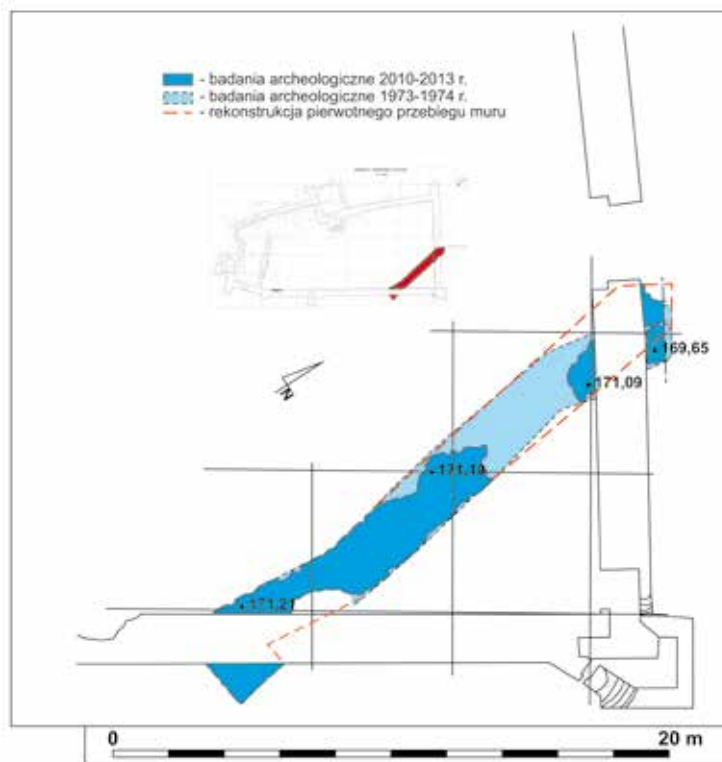 - badania archeologiczne 2010-2013 r.
- badania archeologiczne 1973-1974 r.
- rekonstrukcja pierwotnego przebiegu muru
169,65
171,09
N
171,19
171,21
0 20 m